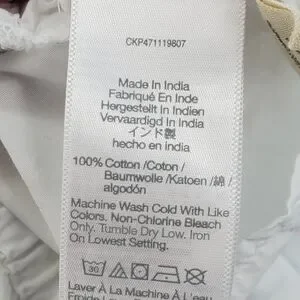 CKP471119807
Made In India
Fabriqué En Inde
Hergestellt In Indien
Vervaardigd In Indien
インド製
hecho en india
100% Cotton /Coton /
Baumwolle /Katoen /綿 /
algodón
Machine Wash Cold With Like
Colors. Non-Chlorine Bleach
Only. Tumble Dry Low. Iron
On Lowest Setting.
30
Laver À La Machine À L'eau